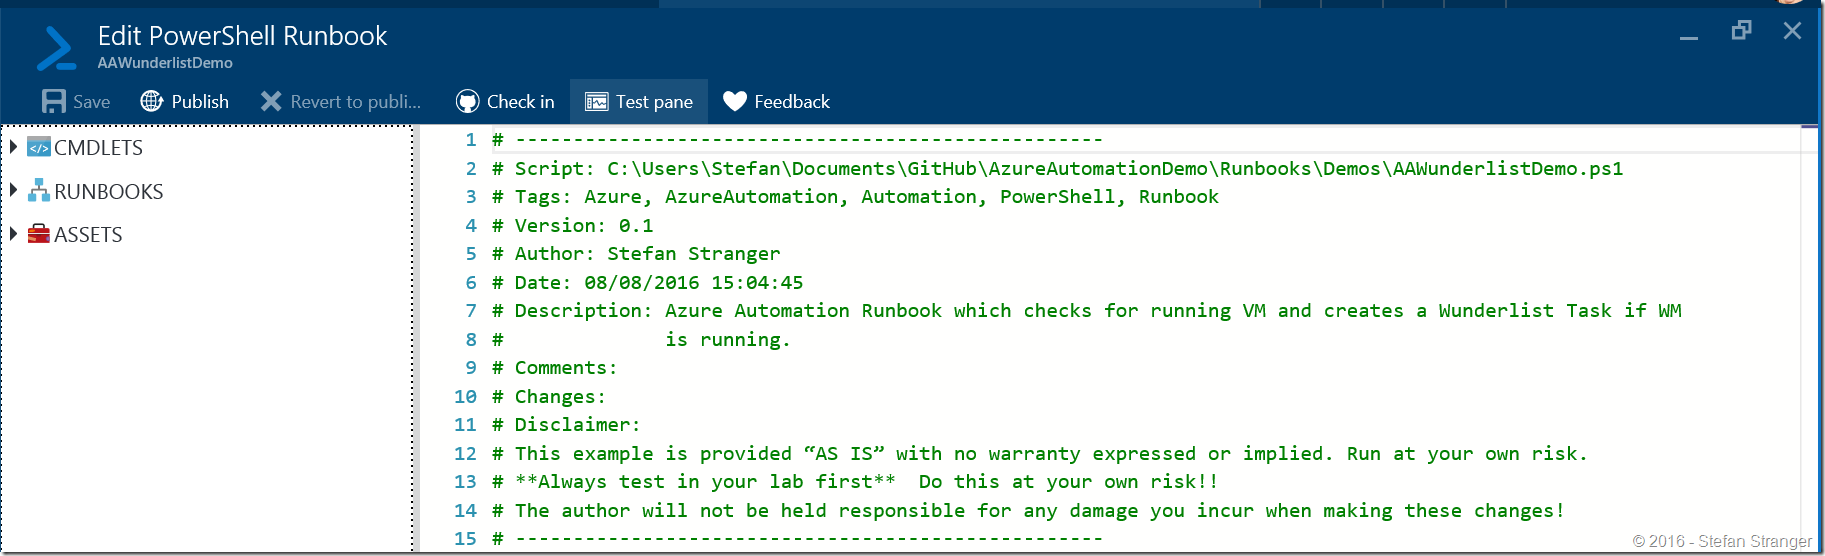 Edit PowerShell Runbook
AAWunderlistDemo
Save Publish Revert to publi... Check in Test pane Feedback
CMDLETS
RUNBOOKS
ASSETS
1 # ---------------------------------------------------
2 # Script: C:\Users\Stefan\Documents\GitHub\AzureAutomationDemo\Runbooks\Demos\AAWunderlistDemo.ps1
3 # Tags: Azure, AzureAutomation, Automation, PowerShell, Runbook
4 # Version: 0.1
5 # Author: Stefan Stranger
6 # Date: 08/08/2016 15:04:45
7 # Description: Azure Automation Runbook which checks for running VM and creates a Wunderlist Task if WM
8 #              is running.
9 # Comments:
10 # Changes:
11 # Disclaimer:
12 # This example is provided “AS IS” with no warranty expressed or implied. Run at your own risk.
13 # **Always test in your lab first**  Do this at your own risk!!
14 # The author will not be held responsible for any damage you incur when making these changes!
15 # ---------------------------------------------------
© 2016 - Stefan Stranger